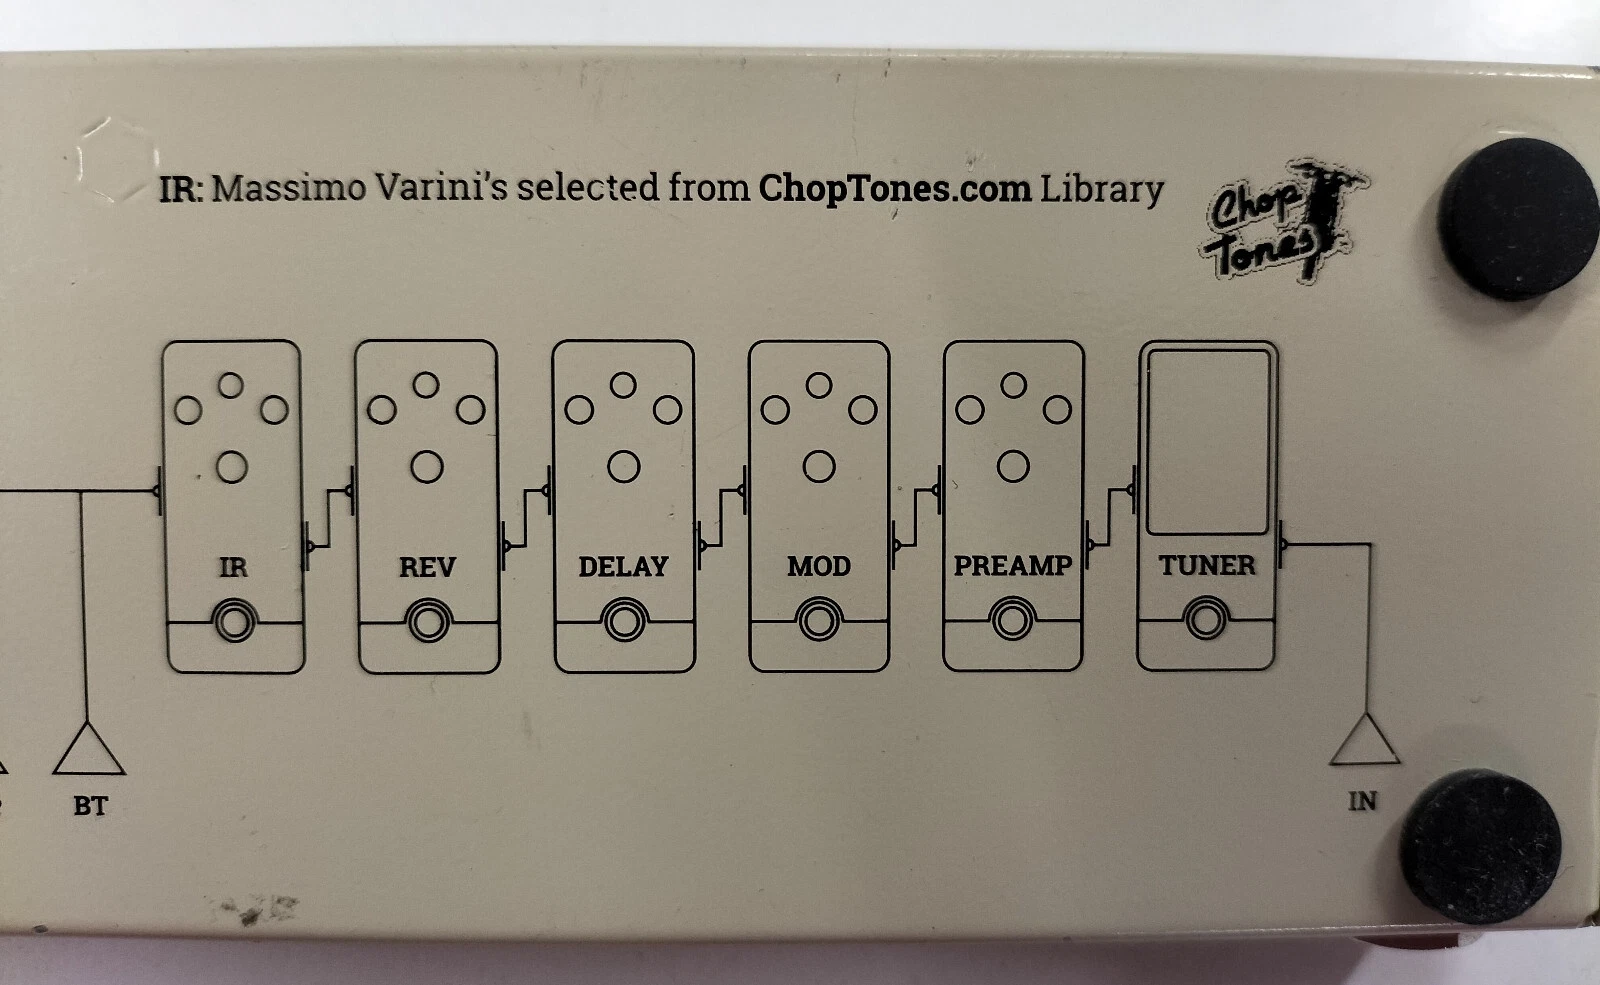 IR: Massimo Varini's selected from ChopTones.com Library
Chop
Tones
IR
REV
DELAY
MOD
PREAMP
TUNER
BT
IN